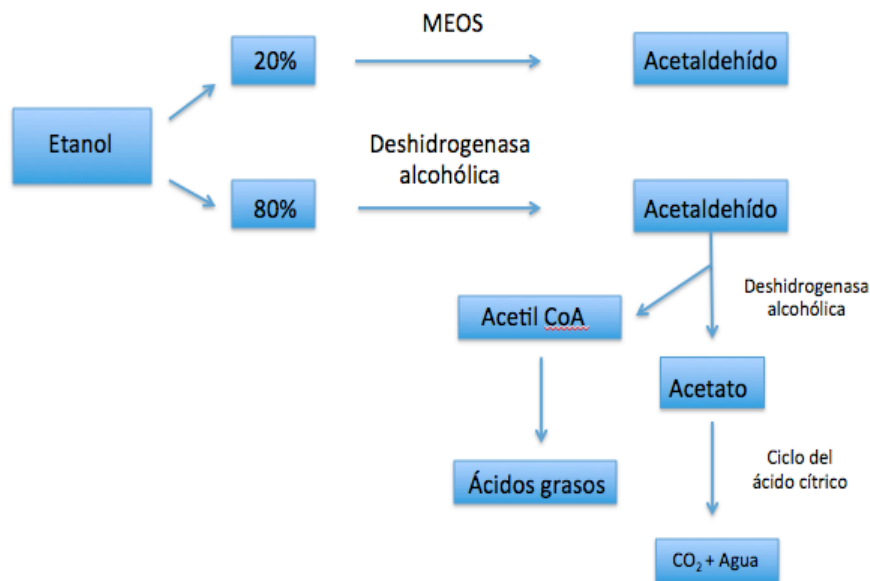 MEOS
20%
Acetaldehído
Etanol
Deshidrogenasa
alcohólica
80%
Acetaldehído
Deshidrogenasa
alcohólica
Acetil CoA
Acetato
Ciclo del
ácido cítrico
Ácidos grasos
CO₂ + Agua